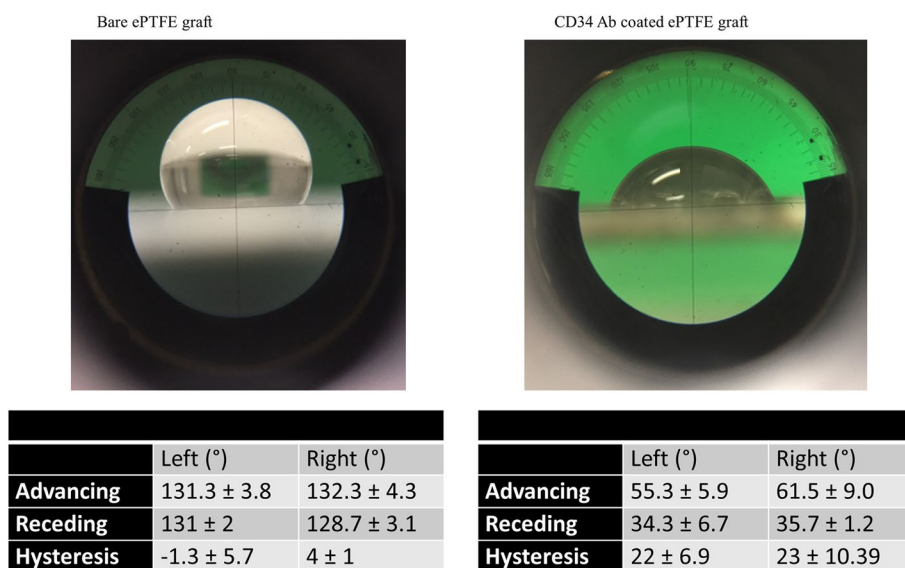 Bare ePTFE graft
CD34 Ab coated ePTFE graft
Left (°) Right (°)
Advancing 131.3 ± 3.8 132.3 ± 4.3
Receding 131 ± 2 128.7 ± 3.1
Hysteresis -1.3 ± 5.7 4 ± 1
Left (°) Right (°)
Advancing 55.3 ± 5.9 61.5 ± 9.0
Receding 34.3 ± 6.7 35.7 ± 1.2
Hysteresis 22 ± 6.9 23 ± 10.39